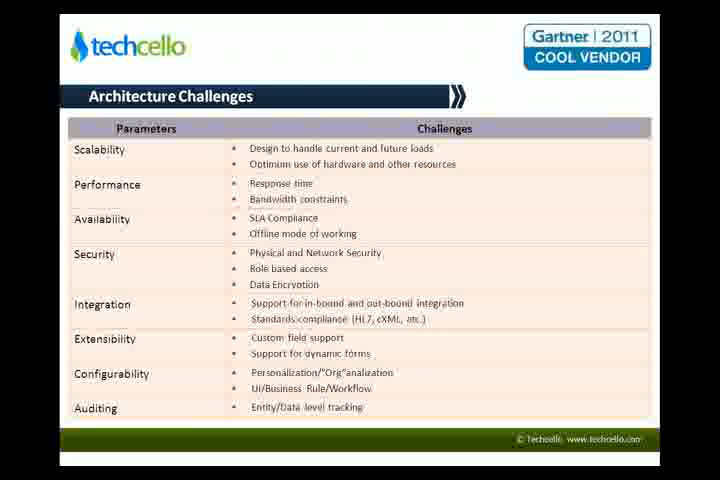 techcello
Gartner | 2011
COOL VENDOR
Architecture Challenges
Parameters Challenges
Scalability
▪ Design to handle current and future loads
▪ Optimum use of hardware and other resources
Performance
▪ Response time
▪ Bandwidth constraints
Availability
▪ SLA Compliance
▪ Offline mode of working
Security
▪ Physical and Network Security
▪ Role based access
▪ Data Encryption
Integration
▪ Support for in-bound and out-bound integration
▪ Standards compliance (HL7, cXML, etc.)
Extensibility
▪ Custom field support
▪ Support for dynamic forms
Configurability
▪ Personalization/"Org"analization
▪ UI/Business Rule/Workflow
Auditing
▪ Entity/Data level tracking
© Techcello, www.techcello.com